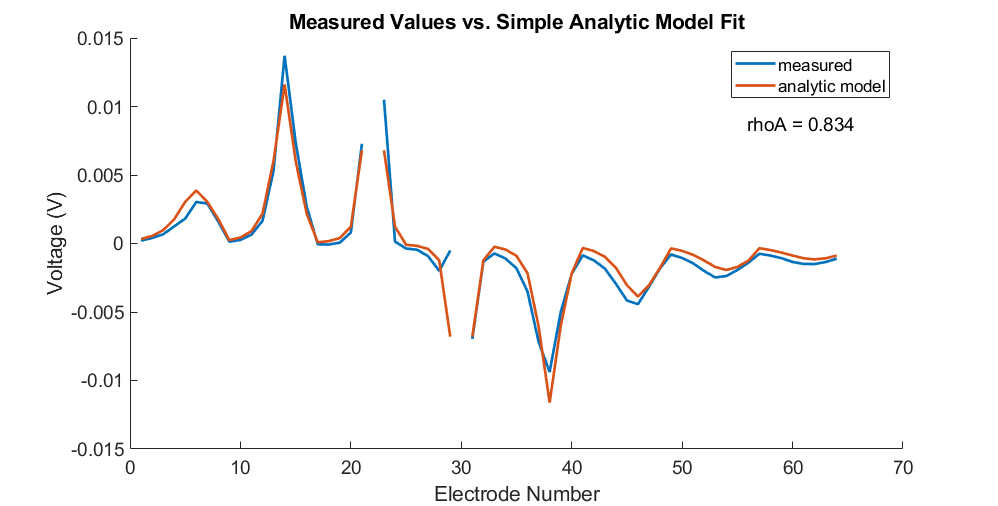 Measured Values vs. Simple Analytic Model Fit
0.015
0.01
0.005
0
-0.005
-0.01
-0.015
Voltage (V)
measured
analytic model
rhoA = 0.834
0 10 20 30 40 50 60 70
Electrode Number